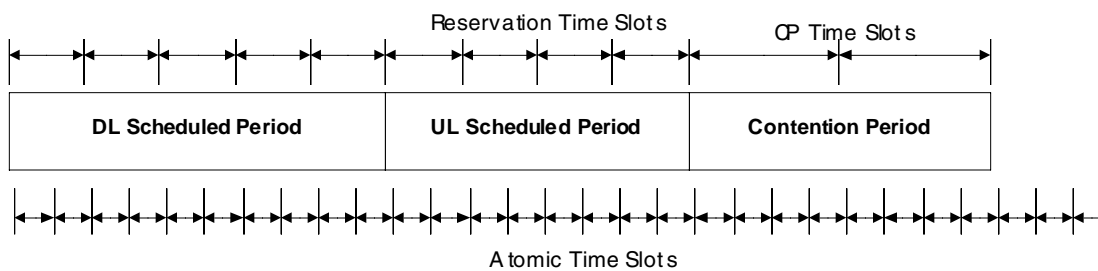 Reservation Time Slots
CP Time Slots
DL Scheduled Period
UL Scheduled Period
Contention Period
Atomic Time Slots